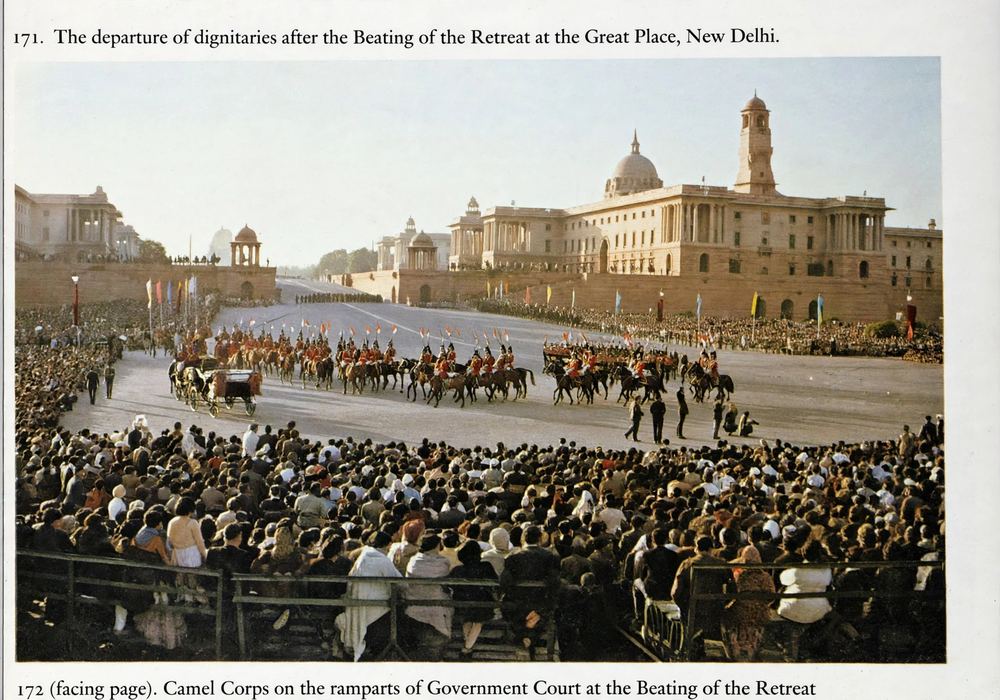 171. The departure of dignitaries after the Beating of the Retreat at the Great Place, New Delhi.
172 (facing page). Camel Corps on the ramparts of Government Court at the Beating of the Retreat